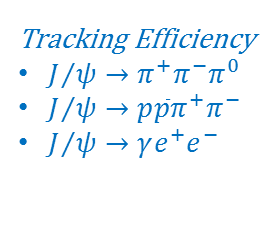 Tracking Efficiency
• J/ψ → π⁺π⁻π⁰
• J/ψ → pp̄π⁺π⁻
• J/ψ → γe⁺e⁻